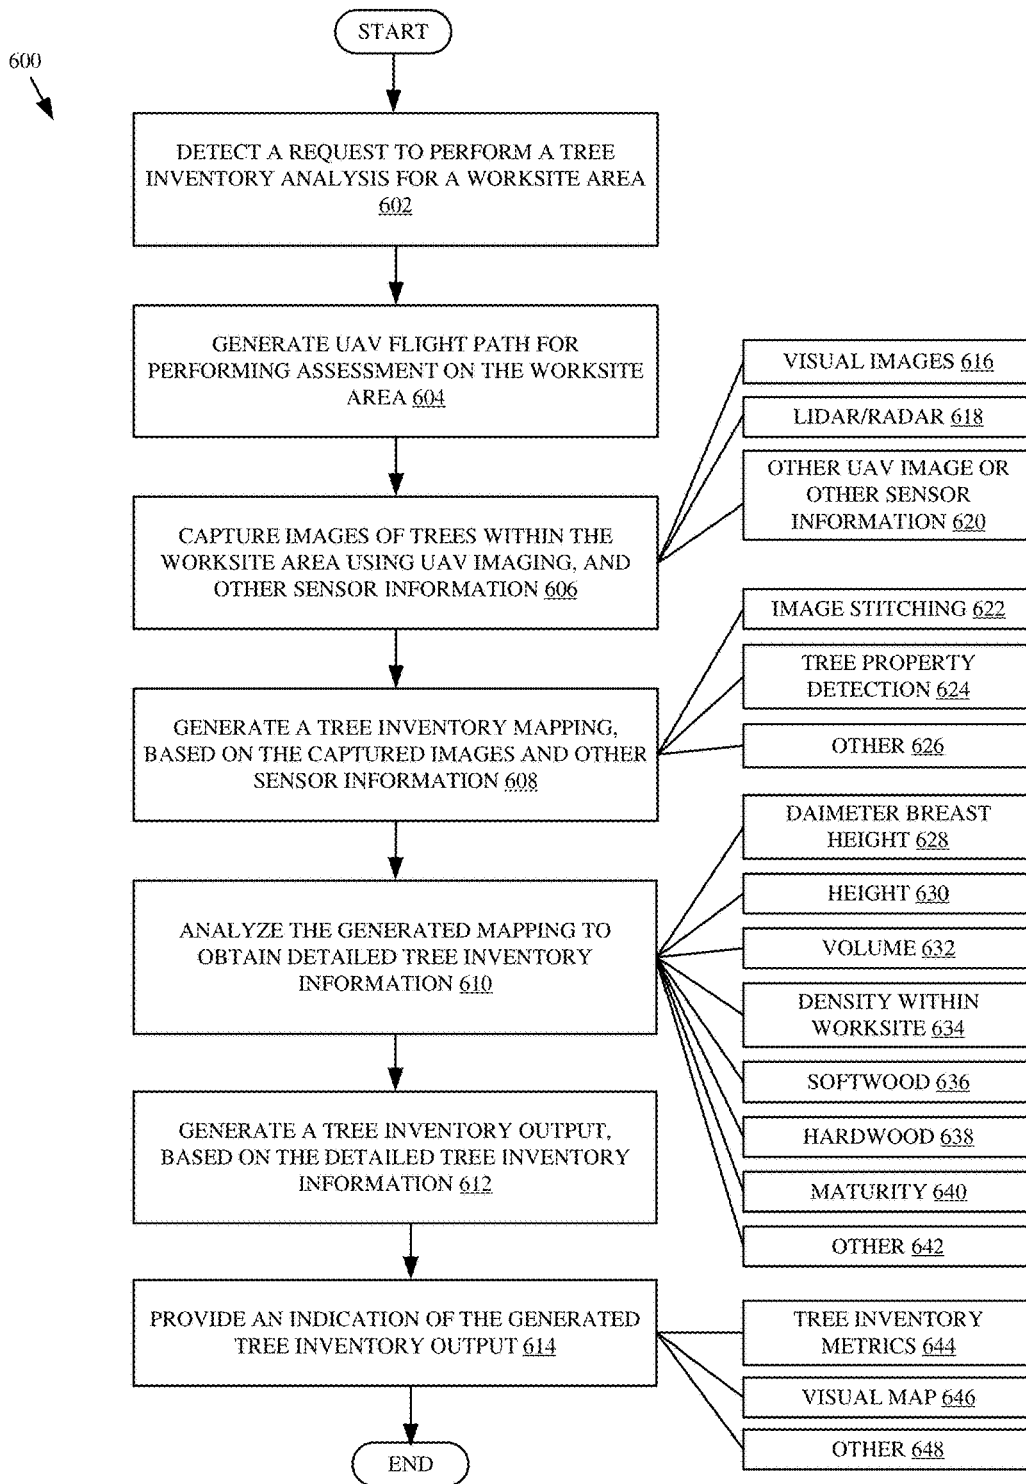 START
600
DETECT A REQUEST TO PERFORM A TREE
INVENTORY ANALYSIS FOR A WORKSITE AREA
602
GENERATE UAV FLIGHT PATH FOR
PERFORMING ASSESSMENT ON THE WORKSITE
AREA 604
CAPTURE IMAGES OF TREES WITHIN THE
WORKSITE AREA USING UAV IMAGING, AND
OTHER SENSOR INFORMATION 606
VISUAL IMAGES 616
LIDAR/RADAR 618
OTHER UAV IMAGE OR
OTHER SENSOR
INFORMATION 620
GENERATE A TREE INVENTORY MAPPING,
BASED ON THE CAPTURED IMAGES AND OTHER
SENSOR INFORMATION 608
IMAGE STITCHING 622
TREE PROPERTY
DETECTION 624
OTHER 626
ANALYZE THE GENERATED MAPPING TO
OBTAIN DETAILED TREE INVENTORY
INFORMATION 610
DAIMETER BREAST
HEIGHT 628
HEIGHT 630
VOLUME 632
DENSITY WITHIN
WORKSITE 634
SOFTWOOD 636
HARDWOOD 638
MATURITY 640
OTHER 642
GENERATE A TREE INVENTORY OUTPUT,
BASED ON THE DETAILED TREE INVENTORY
INFORMATION 612
PROVIDE AN INDICATION OF THE GENERATED
TREE INVENTORY OUTPUT 614
TREE INVENTORY
METRICS 644
VISUAL MAP 646
OTHER 648
END